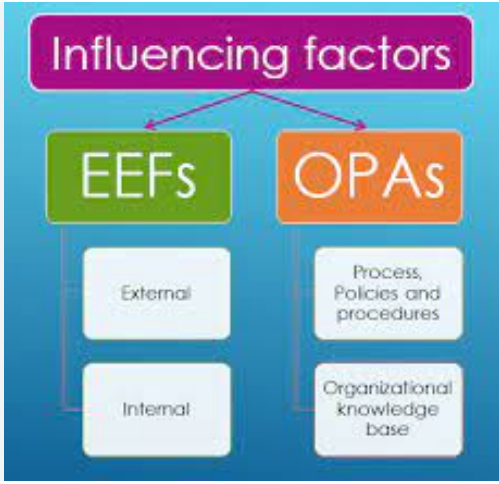 Influencing factors
EEFs
OPAs
External
Process,
Policies and
procedures
Internal
Organizational
knowledge
base